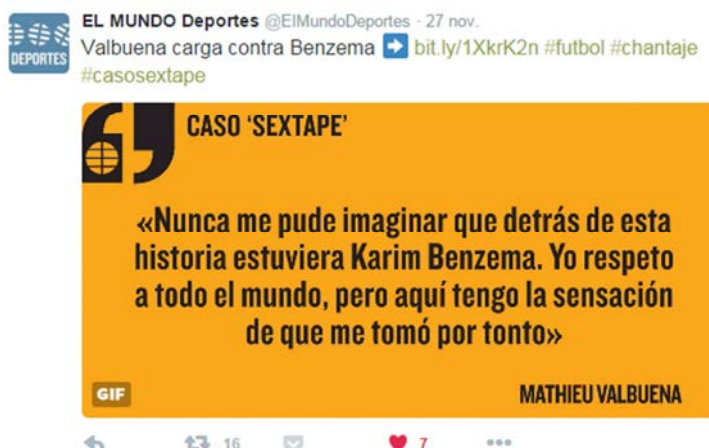 EL MUNDO Deportes @ElMundoDeportes · 27 nov.
Valbuena carga contra Benzema ➡ bit.ly/1XkrK2n #futbol #chantaje
#casosextape
DEPORTES
CASO ‘SEXTAPE’
«Nunca me pude imaginar que detrás de esta
historia estuviera Karim Benzema. Yo respeto
a todo el mundo, pero aquí tengo la sensación
de que me tomó por tonto»
GIF
MATHIEU VALBUENA
16
7